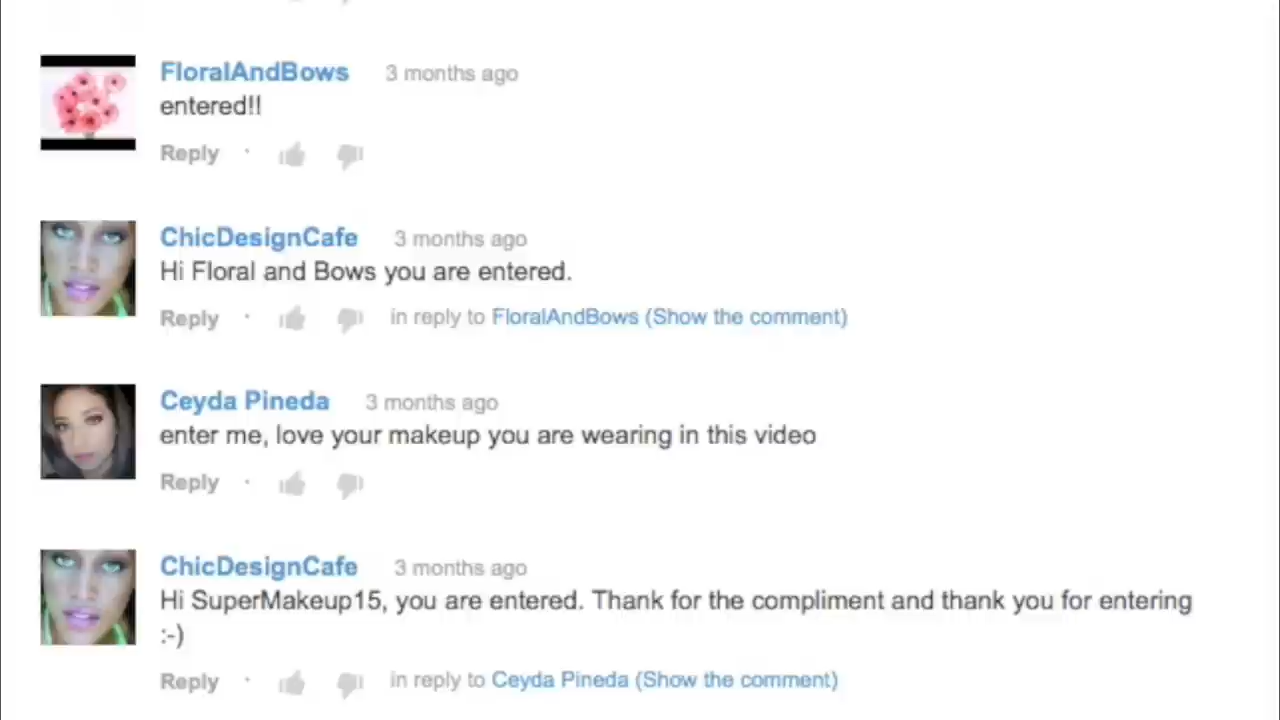 FloralAndBows 3 months ago
entered!!
Reply ·
ChicDesignCafe 3 months ago
Hi Floral and Bows you are entered.
Reply · in reply to FloralAndBows (Show the comment)
Ceyda Pineda 3 months ago
enter me, love your makeup you are wearing in this video
Reply ·
ChicDesignCafe 3 months ago
Hi SuperMakeup15, you are entered. Thank for the compliment and thank you for entering
:-)
Reply · in reply to Ceyda Pineda (Show the comment)